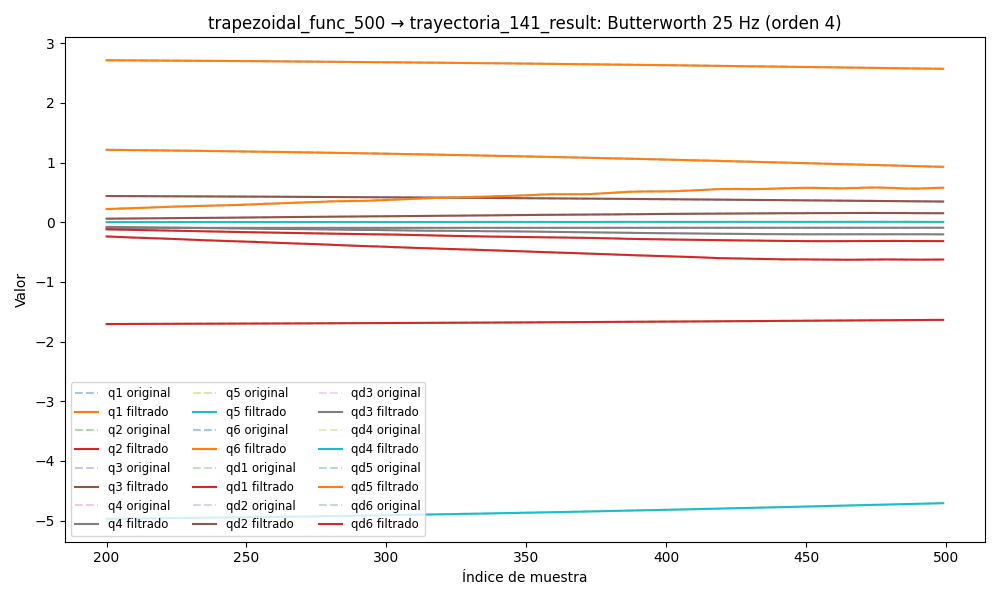 trapezoidal_func_500 → trayectoria_141_result: Butterworth 25 Hz (orden 4)
Valor
3
2
1
0
−1
−2
−3
−4
−5
q1 original
q1 filtrado
q2 original
q2 filtrado
q3 original
q3 filtrado
q4 original
q4 filtrado
q5 original
q5 filtrado
q6 original
q6 filtrado
qd1 original
qd1 filtrado
qd2 original
qd2 filtrado
qd3 original
qd3 filtrado
qd4 original
qd4 filtrado
qd5 original
qd5 filtrado
qd6 original
qd6 filtrado
200
250
300
350
400
450
500
Índice de muestra